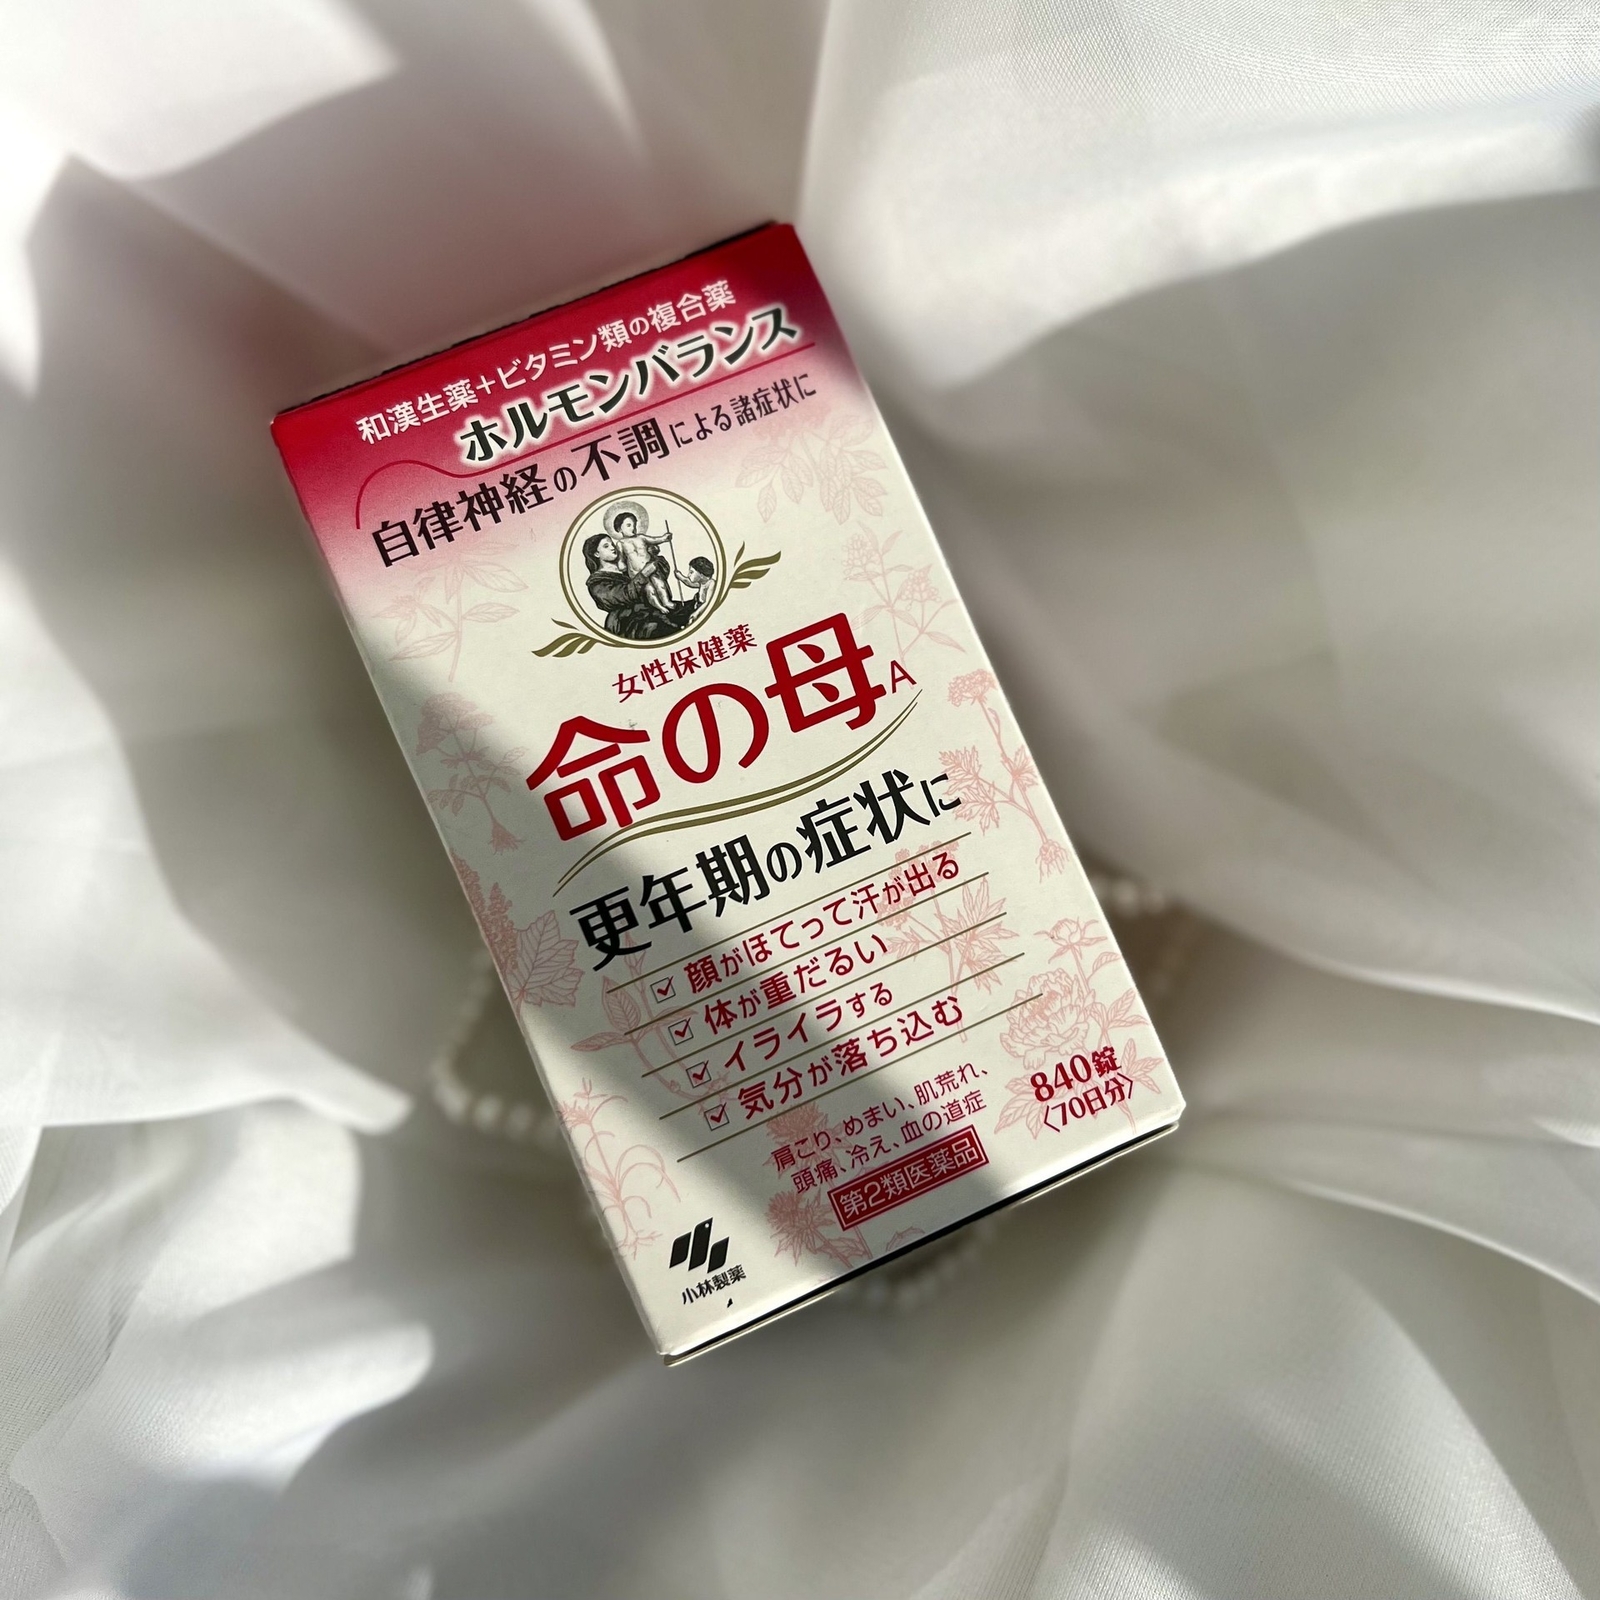 和漢生薬+ビタミン類の複合薬
ホルモンバランス
自律神経の不調による諸症状に
女性保健薬
命の母A
更年期の症状に
顔がほてって汗が出る
体が重だるい
イライラする
気分が落ち込む
肩こり、めまい、肌荒れ、
頭痛、冷え、血の道症
840錠
〈70日分〉
第2類医薬品
小林製薬